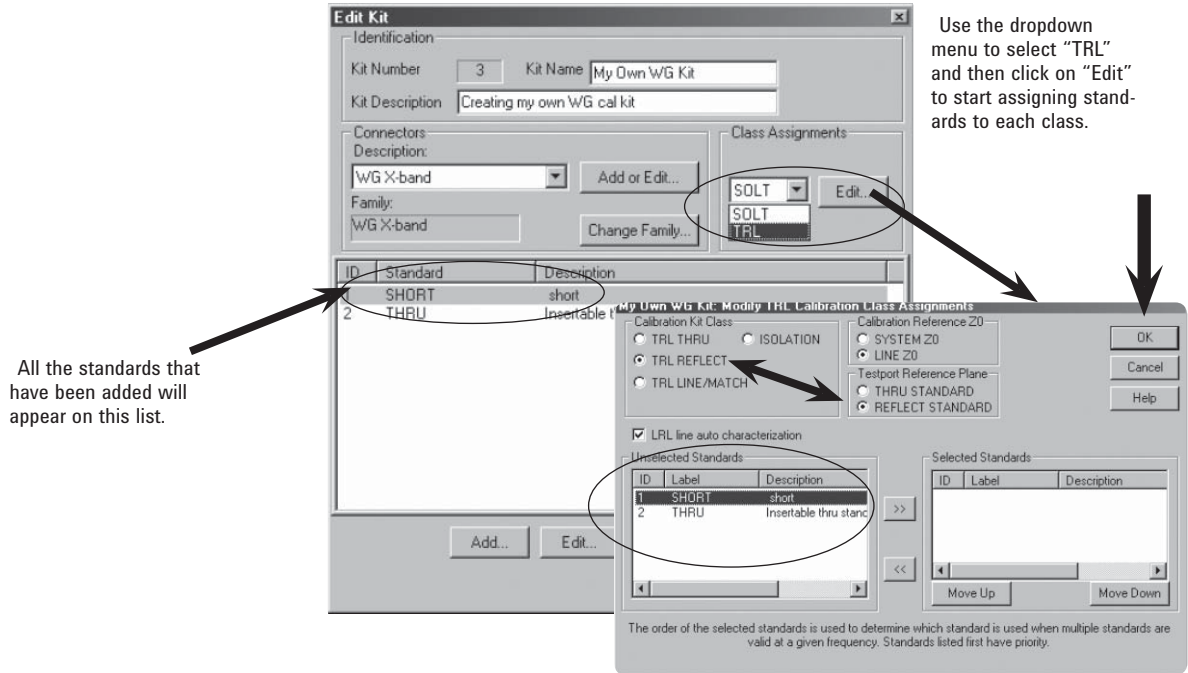 Edit Kit
Identification
Kit Number 3 Kit Name My Own WG Kit
Kit Description Creating my own WG cal kit
Connectors
Description:
WG X-band
Add or Edit...
Family:
WG X-band
Change Family...
Class Assignments
SOLT
Edit...
SOLT
TRL
ID Standard Description
SHORT short
2 THRU Insertable t
Add... Edit...
Use the dropdown
menu to select “TRL”
and then click on “Edit”
to start assigning stand-
ards to each class.
All the standards that
have been added will
appear on this list.
My Own WG Kit: Modify TRL Calibration Class Assignments
Calibration Kit Class
TRL THRU ISOLATION
TRL REFLECT
TRL LINE/MATCH
Calibration Reference Z0
SYSTEM Z0
LINE Z0
Testport Reference Plane
THRU STANDARD
REFLECT STANDARD
OK
Cancel
Help
LRL line auto characterization
Unselected Standards
ID Label Description
1 SHORT short
2 THRU Insertable thru stanc
>>
<<
Selected Standards
ID Label Description
Move Up Move Down
The order of the selected standards is used to determine which standard is used when multiple standards are
valid at a given frequency. Standards listed first have priority.